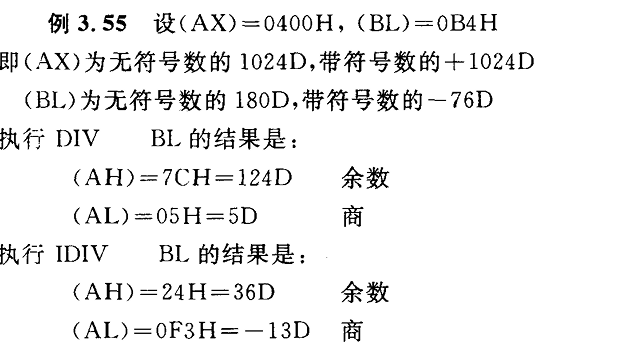 例 3.55 设(AX)=0400H,(BL)=0B4H
即(AX)为无符号数的 1024D,带符号数的+1024D
(BL)为无符号数的 180D,带符号数的-76D
执行 DIV BL 的结果是:
(AH)=7CH=124D 余数
(AL)=05H=5D 商
执行 IDIV BL 的结果是:
(AH)=24H=36D 余数
(AL)=0F3H=-13D 商